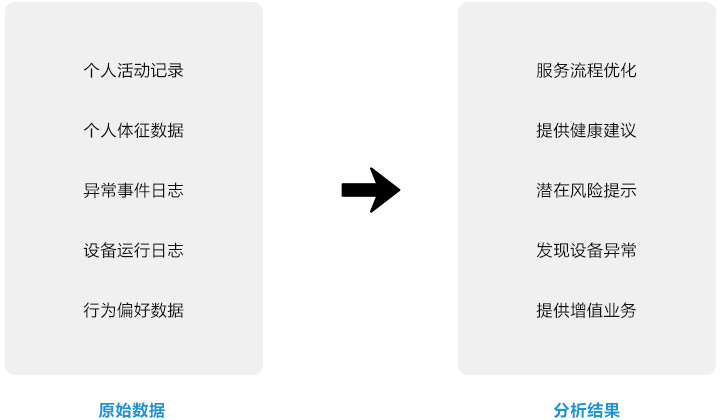 个人活动记录
个人体征数据
异常事件日志
设备运行日志
行为偏好数据
原始数据
服务流程优化
提供健康建议
潜在风险提示
发现设备异常
提供增值业务
分析结果